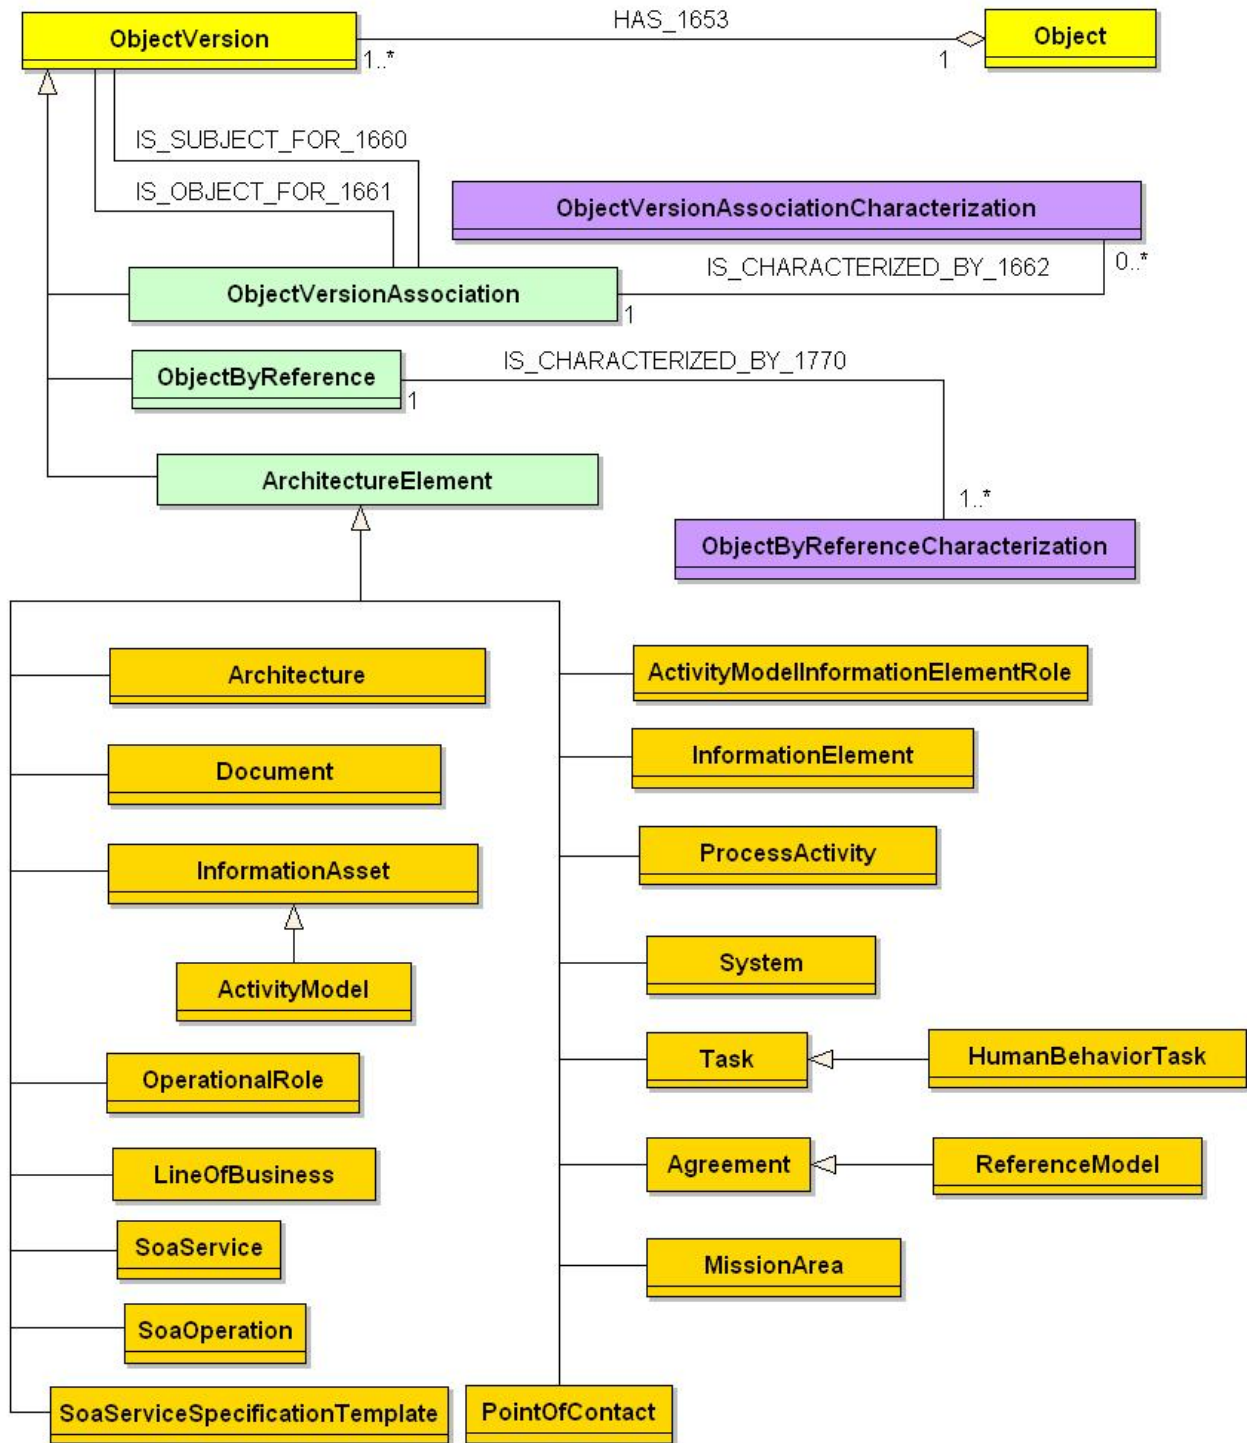 ObjectVersion
HAS_1653
Object
1..*
1
IS_SUBJECT_FOR_1660
IS_OBJECT_FOR_1661
ObjectVersionAssociationCharacterization
IS_CHARACTERIZED_BY_1662
0..*
ObjectVersionAssociation
1
ObjectByReference
IS_CHARACTERIZED_BY_1770
1
ArchitectureElement
1..*
ObjectByReferenceCharacterization
Architecture
ActivityModelInformationElementRole
Document
InformationElement
InformationAsset
ProcessActivity
ActivityModel
System
OperationalRole
Task
HumanBehaviorTask
LineOfBusiness
Agreement
ReferenceModel
SoaService
MissionArea
SoaOperation
SoaServiceSpecificationTemplate
PointOfContact